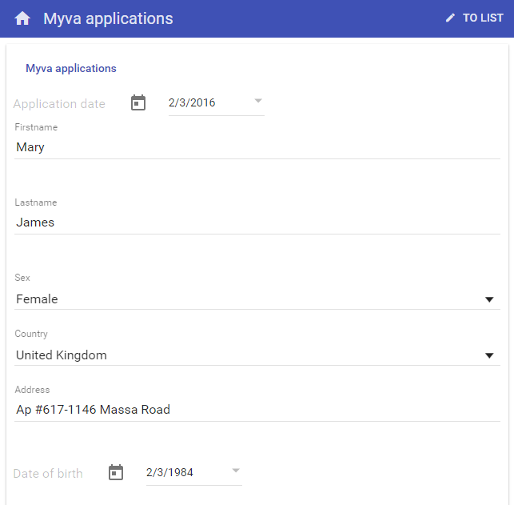 Myva applications
TO LIST
Myva applications
Application date 2/3/2016
Firstname
Mary
Lastname
James
Sex
Female
Country
United Kingdom
Address
Ap #617-1146 Massa Road
Date of birth 2/3/1984